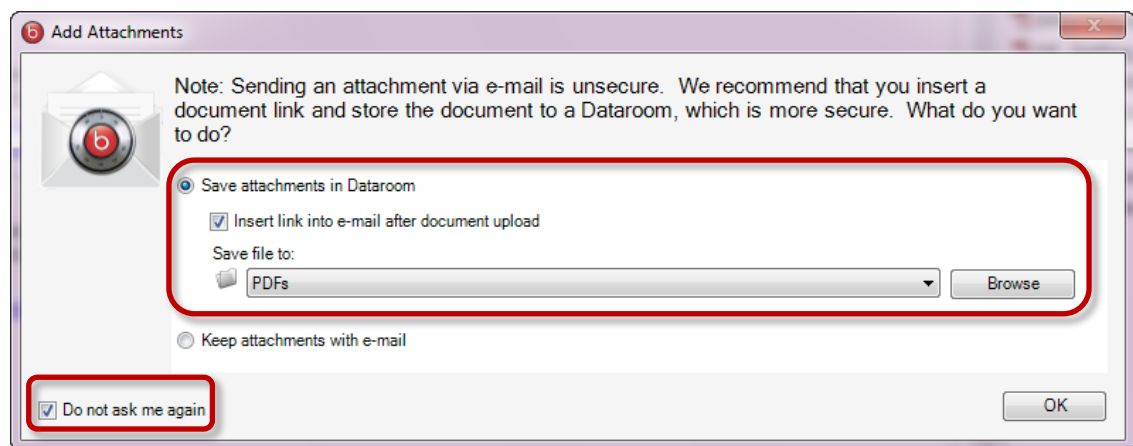 b Add Attachments
Note: Sending an attachment via e-mail is unsecure.  We recommend that you insert a
document link and store the document to a Dataroom, which is more secure.  What do you want
to do?
b
Save attachments in Dataroom
Insert link into e-mail after document upload
Save file to:
PDFs
Browse
Keep attachments with e-mail
Do not ask me again
OK